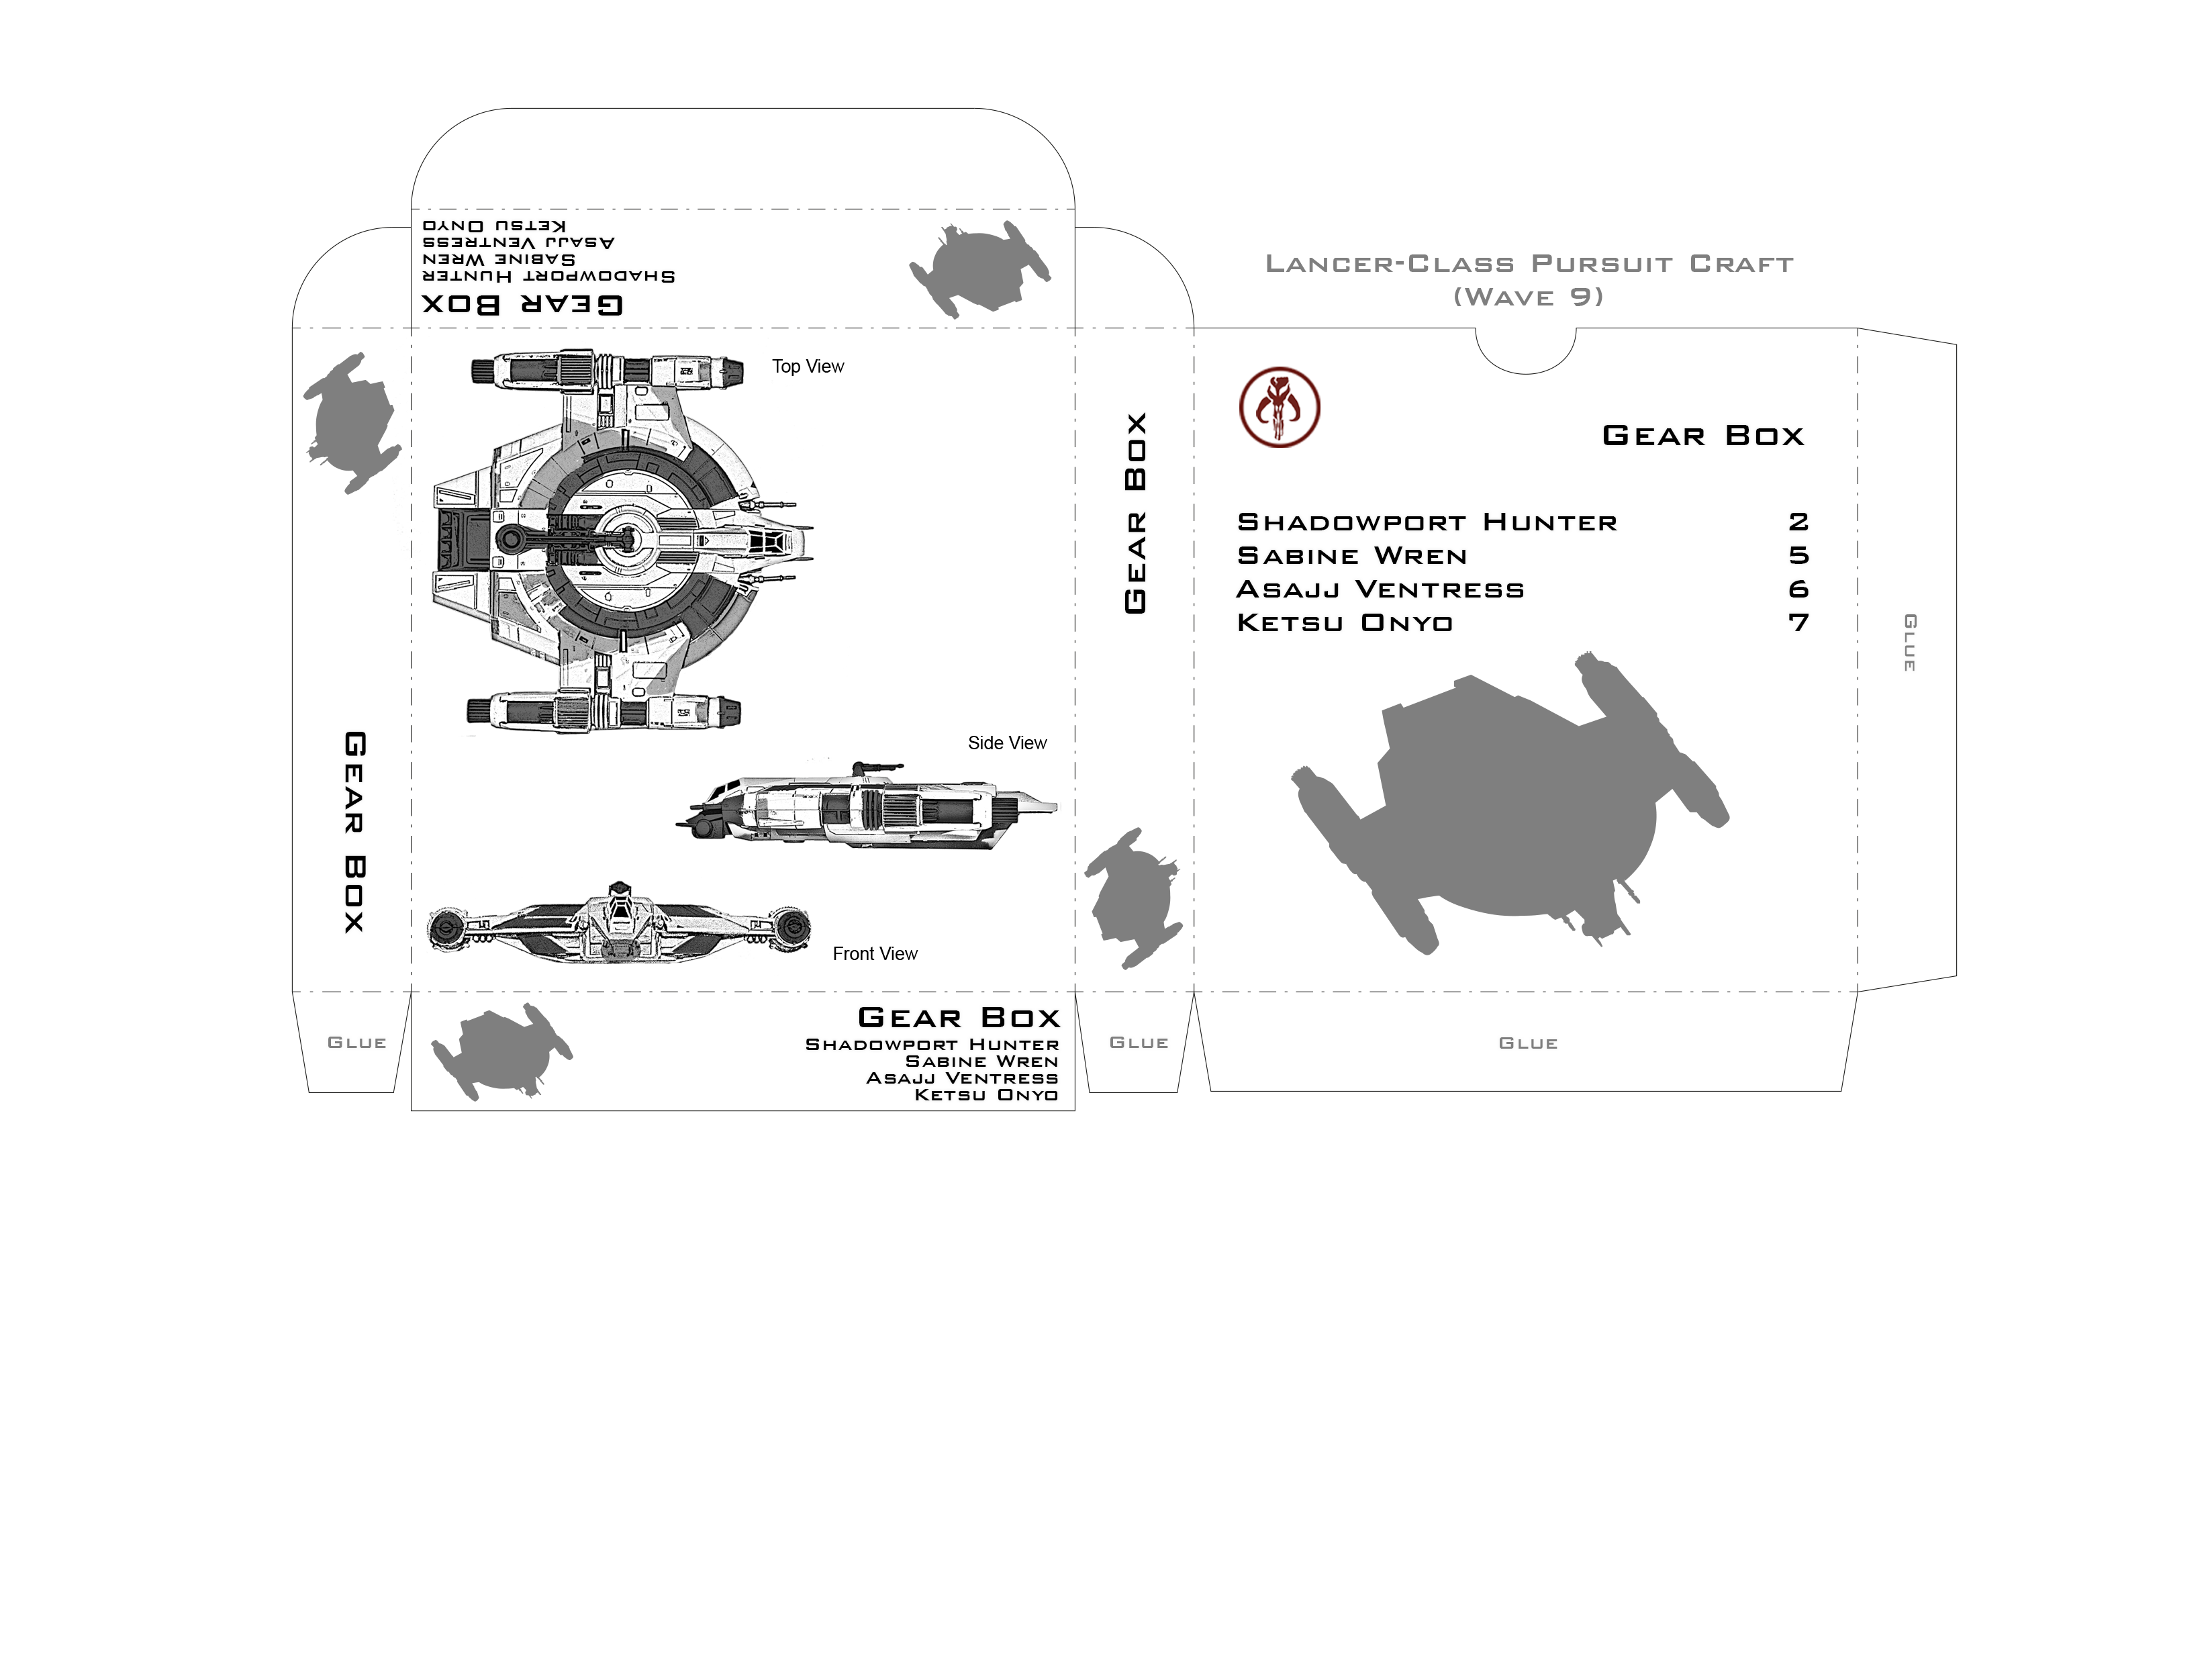 Ketsu Onyo
Asajj Ventress
Sabine Wren
Shadowport Hunter
Gear Box
Top View
Side View
Front View
Gear Box
Gear Box
Gear Box
Shadowport Hunter
Sabine Wren
Asajj Ventress
Ketsu Onyo
Glue
Glue
Lancer-Class Pursuit Craft
(Wave 9)
Gear Box
Shadowport Hunter 2
Sabine Wren 5
Asajj Ventress 6
Ketsu Onyo 7
Glue
Glue